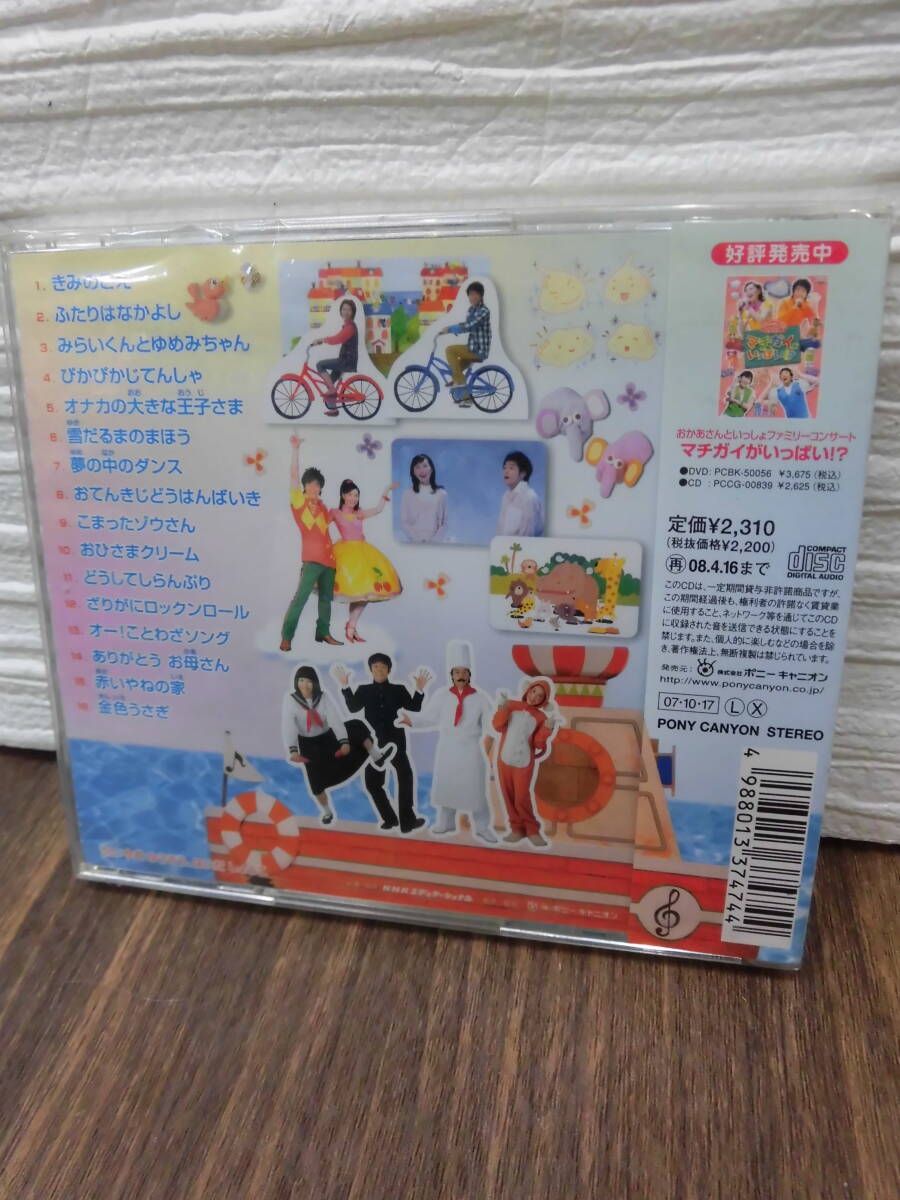 1. きみのこえ
2. ふたりはなかよし
3. みらいくんとゆめみちゃん
4. ぴかぴかじてんしゃ
5. オナカの大きな王子さま
6. 雪だるまのまほう
7. 夢の中のダンス
8. おてんきじどうはんばいき
9. こまったゾウさん
10. おひさまクリーム
11. どうしてしらんぷり
12. ざりがにロックンロール
13. オー!ことわざソング
14. ありがとう お母さん
15. 赤いやねの家
16. 金色うさぎ
NHKエデュケーショナル
ポニーキャニオン
好評発売中
マチガイがいっぱい!?
おかあさんといっしょファミリーコンサート
マチガイがいっぱい!?
●DVD: PCBK-50056 ¥3,675(税込)
●CD : PCCG-00839 ¥2,625(税込)
定価¥2,310
(税抜価格¥2,200)
再 08.4.16まで
COMPACT
disc
DIGITAL AUDIO
このCDは、一定期間貸与非許諾商品ですが、
この期間経過後も、権利者の許諾なく賃貸業
に使用すること、ネットワーク等を通じてこのCD
に収録された音を送信できる状態にすることを
禁じます。また、個人的に楽しむなどの場合を除
き、著作権法上、無断複製は禁じられています。
発売元: 株式会社ポニーキャニオン
http://www.ponycanyon.co.jp/
07・10・17 L X
PONY CANYON STEREO
4 988013 374744